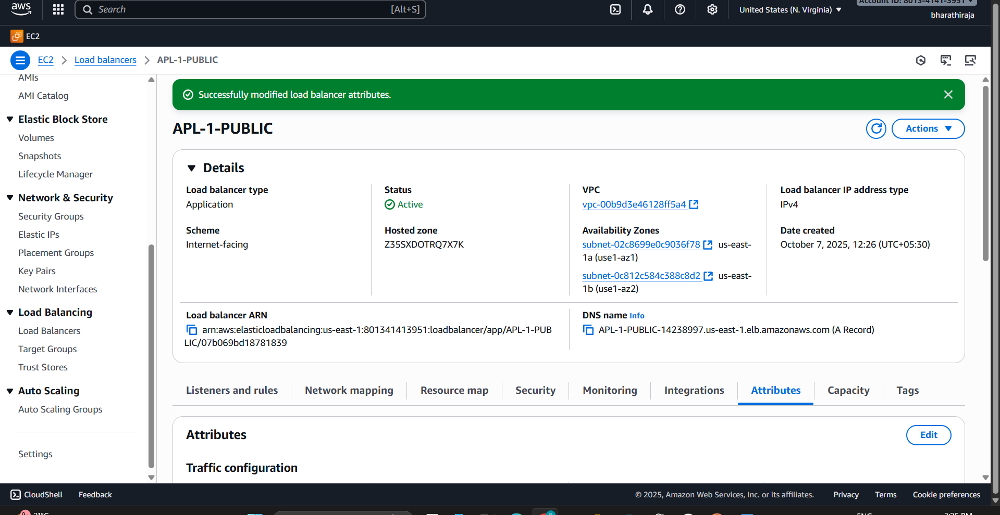 aws
Search
[Alt+S]
United States (N. Virginia)
Account ID: 8013-4141-3951
bharathiraja
EC2
EC2
Load balancers
APL-1-PUBLIC
AMIs
AMI Catalog
Elastic Block Store
Volumes
Snapshots
Lifecycle Manager
Network & Security
Security Groups
Elastic IPs
Placement Groups
Key Pairs
Network Interfaces
Load Balancing
Load Balancers
Target Groups
Trust Stores
Auto Scaling
Auto Scaling Groups
Settings
Successfully modified load balancer attributes.
APL-1-PUBLIC
Actions
Details
Load balancer type
Application
Status
Active
VPC
vpc-00b9d3e46128ff5a4
Load balancer IP address type
IPv4
Scheme
Internet-facing
Hosted zone
Z35SXDOTRQ7X7K
Availability Zones
subnet-02c8699e0c9036f78 us-east-
1a (use1-az1)
subnet-0c812c584c388c8d2 us-east-
1b (use1-az2)
Date created
October 7, 2025, 12:26 (UTC+05:30)
Load balancer ARN
arn:aws:elasticloadbalancing:us-east-1:801341413951:loadbalancer/app/APL-1-PUB
LIC/07b069bd18781839
DNS name Info
APL-1-PUBLIC-14238997.us-east-1.elb.amazonaws.com (A Record)
Listeners and rules
Network mapping
Resource map
Security
Monitoring
Integrations
Attributes
Capacity
Tags
Attributes
Edit
Traffic configuration
CloudShell
Feedback
© 2025, Amazon Web Services, Inc. or its affiliates.
Privacy
Terms
Cookie preferences